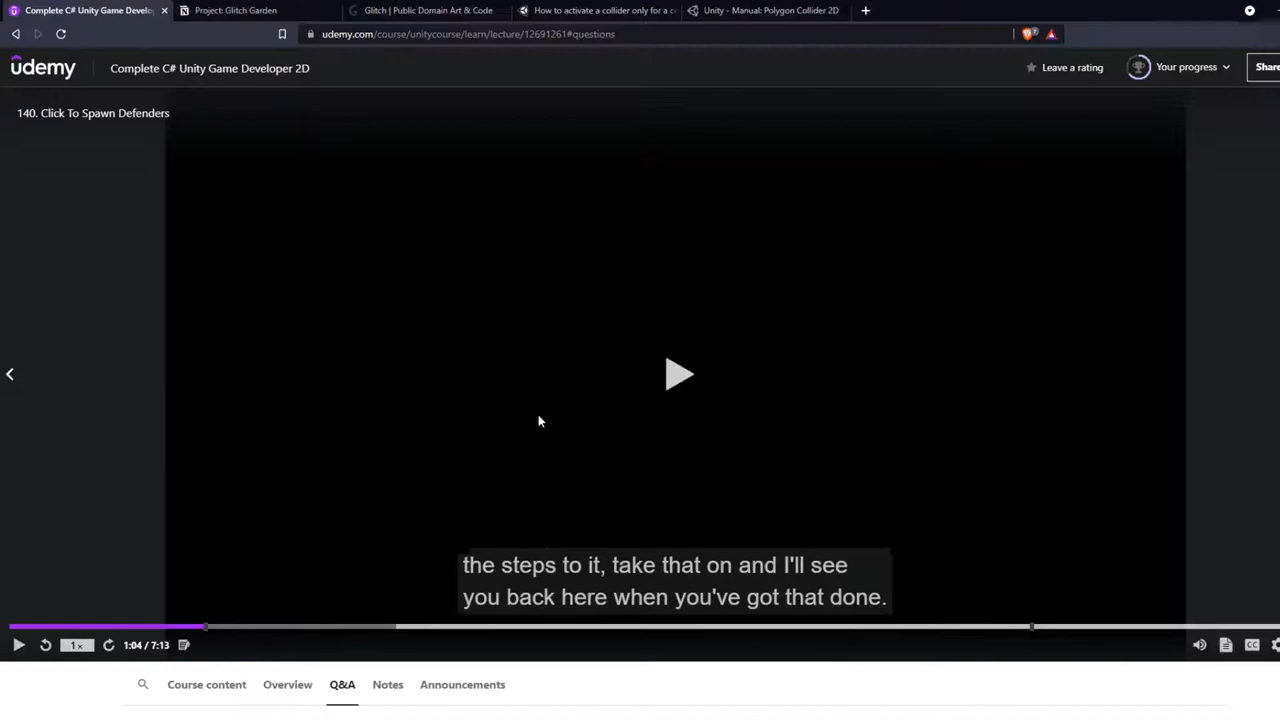 Complete C# Unity Game Develo
Project: Glitch Garden
Glitch | Public Domain Art & Code
How to activate a collider only for a c
Unity - Manual: Polygon Collider 2D
udemy.com/course/unitycourse/learn/lecture/12691261#questions
udemy
Complete C# Unity Game Developer 2D
Leave a rating
Your progress
Share
140. Click To Spawn Defenders
the steps to it, take that on and I'll see
you back here when you've got that done.
1x
1:04 / 7:13
CC
Course content
Overview
Q&A
Notes
Announcements